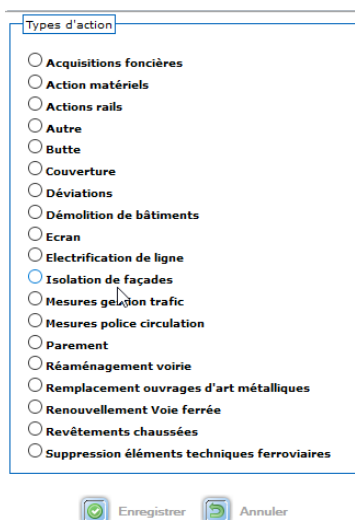 Types d'action
Acquisitions foncières
Action matériels
Actions rails
Autre
Butte
Couverture
Déviations
Démolition de bâtiments
Ecran
Electrification de ligne
Isolation de façades
Mesures gestion trafic
Mesures police circulation
Parement
Réaménagement voirie
Remplacement ouvrages d'art métalliques
Renouvellement Voie ferrée
Revêtements chaussées
Suppression éléments techniques ferroviaires
Enregistrer Annuler